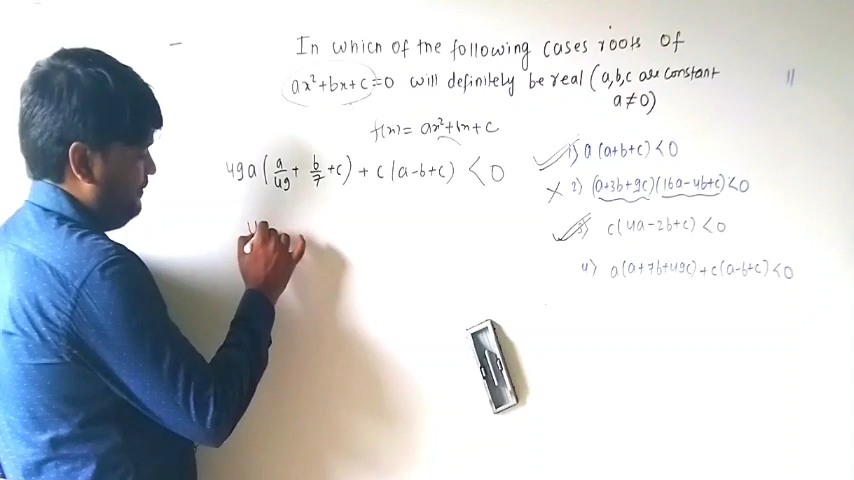 In which of the following cases roots of
ax²+bx+c=0 will definitely be real (a,b,c are constant
a≠0)
f(x)= ax²+bx+c
49a(a/49 + b/7 +c) + c(a-b+c) < 0
1) a(a+b+c)<0
2) (a+3b+9c)(16a-4b+c)<0
3) c(4a-2b+c) <0
4) a(a+7b+49c)+c(a-b+c)<0